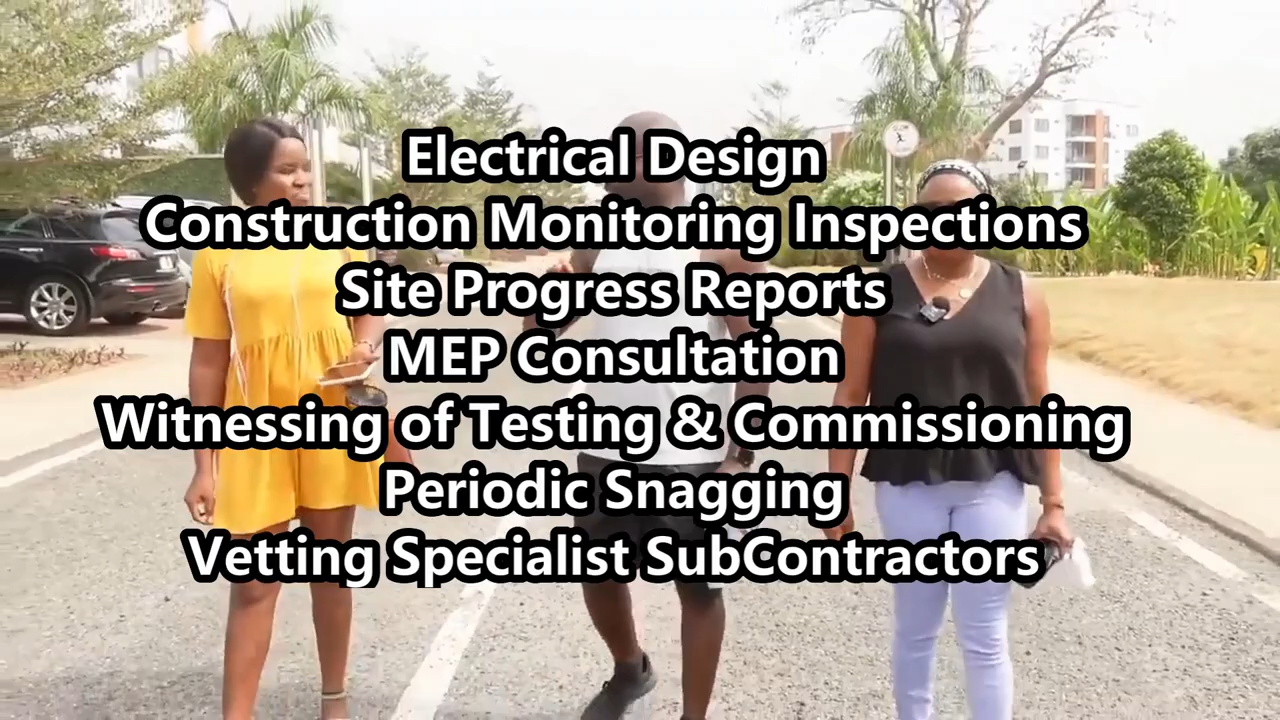 Electrical Design
Construction Monitoring Inspections
Site Progress Reports
MEP Consultation
Witnessing of Testing & Commissioning
Periodic Snagging
Vetting Specialist SubContractors